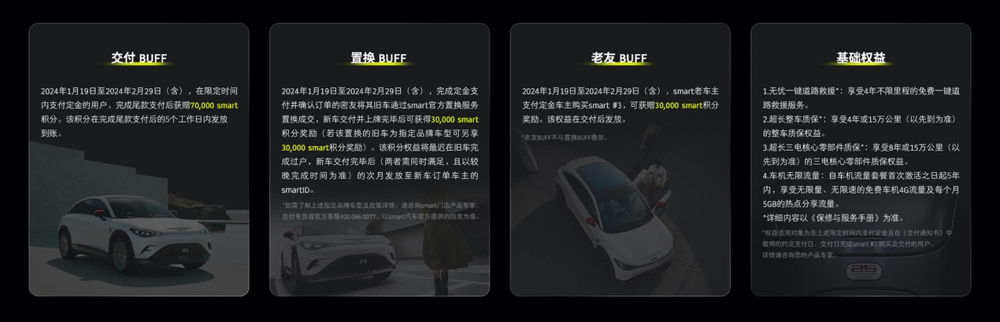 交付 BUFF
2024年1月19日至2024年2月29日（含），在限定时间
内支付定金的用户，完成尾款支付后获赠70,000 smart
积分。该积分在完成尾款支付后的5个工作日内发放
到账。
置换 BUFF
2024年1月19日至2024年2月29日（含），完成定金支
付并确认订单的密友将其旧车通过smart官方置换服务
置换成交，新车交付并上牌完毕后可获得30,000 smart
积分奖励（若该置换的旧车为指定品牌车型可另享
30,000 smart积分奖励）。该积分权益将最迟在旧车完
成过户，新车交付完毕后（两者需同时满足，且以较
晚完成时间为准）的次月发放至新车订单车主的
smartID。
*如需了解上述指定品牌车型及政策详情，请咨询smart门店产品专家、
交付专员或官方客服400 066 0077，以smart汽车官方提供的信息为准。
老友 BUFF
2024年1月19日至2024年2月29日（含），smart老车主
支付定金车主购买smart #3，可获赠30,000 smart积分
奖励。该权益在交付后发放。
*老友BUFF不与置换BUFF叠加。
#3
基础权益
1.无忧一键道路救援*：享受4年不限里程的免费一键道
路救援服务。
2.超长整车质保*：享受4年或15万公里（以先到为准）
的整车质保权益。
3.超长三电核心零部件质保*：享受8年或15万公里（以
先到为准）的三电核心零部件质保权益。
4.车机无限流量：自车机流量套餐首次激活之日起5年
内，享受无限量、无限速的免费车机4G流量及每个月
5GB的热点分享流量。
*详细内容以《保修与服务手册》为准。
*权益适用对象为在上述限定时间内支付定金且在《交付通知书》中
载明的约定支付日、交付日完成smart #3购买及交付的用户。
详情请咨询您的产品专家。
25